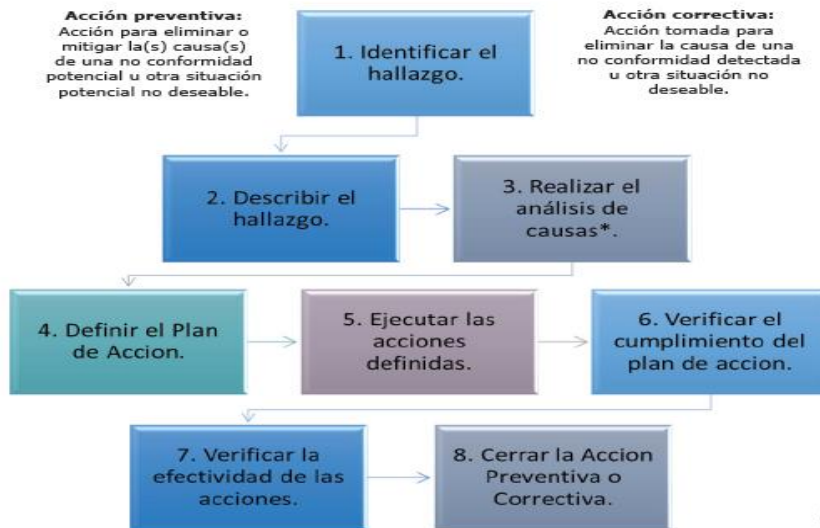 Acción preventiva:
Acción para eliminar o
mitigar la(s) causa(s)
de una no conformidad
potencial u otra situación
potencial no deseable.
Acción correctiva:
Acción tomada para
eliminar la causa de una
no conformidad detectada
u otra situación no
deseable.
1. Identificar el
hallazgo.
2. Describir el
hallazgo.
3. Realizar el
análisis de
causas*.
4. Definir el Plan
de Accion.
5. Ejecutar las
acciones
definidas.
6. Verificar el
cumplimiento del
plan de accion.
7. Verificar la
efectividad de las
acciones.
8. Cerrar la Accion
Preventiva o
Correctiva.